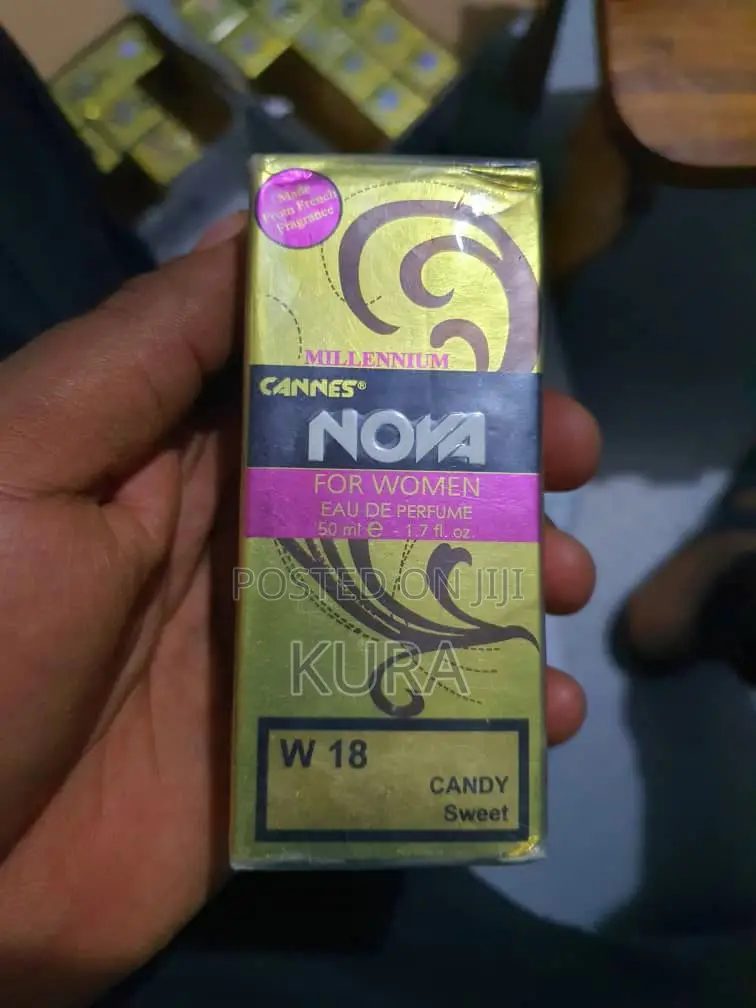 Made
From French
Fragrance
MILLENNIUM
CANNES®
NOVA
FOR WOMEN
EAU DE PERFUME
50 ml ℮ - 1.7 fl. oz.
POSTED ON JIJI
KURA
W 18
CANDY
Sweet